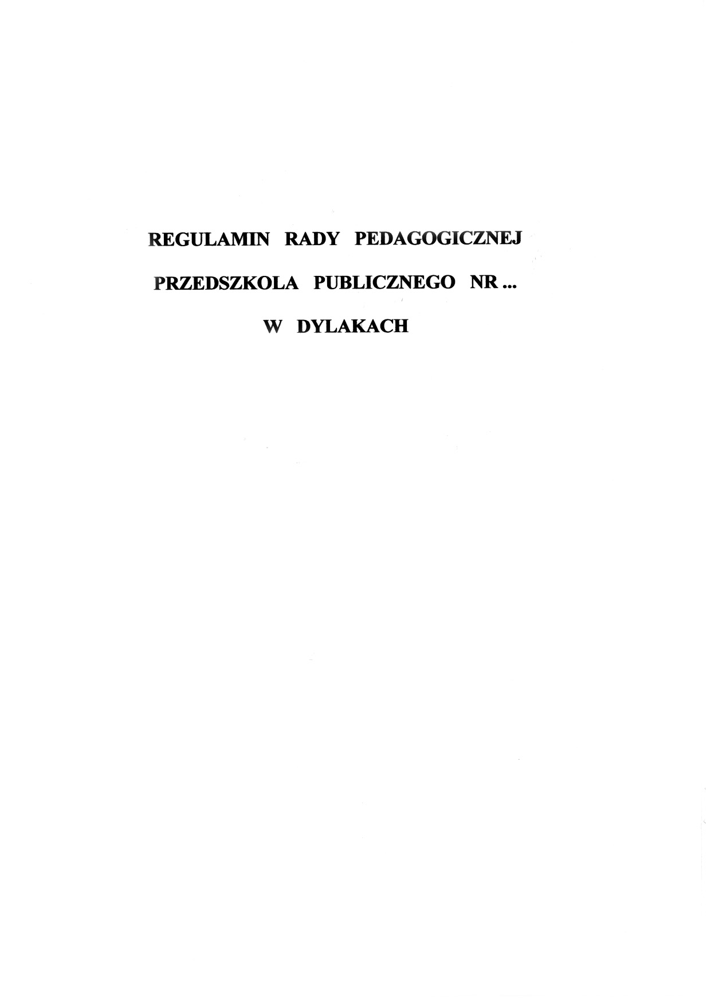 REGULAMIN RADY PEDAGOGICZNEJ
PRZEDSZKOLA PUBLICZNEGO NR ...
W DYLAKACH